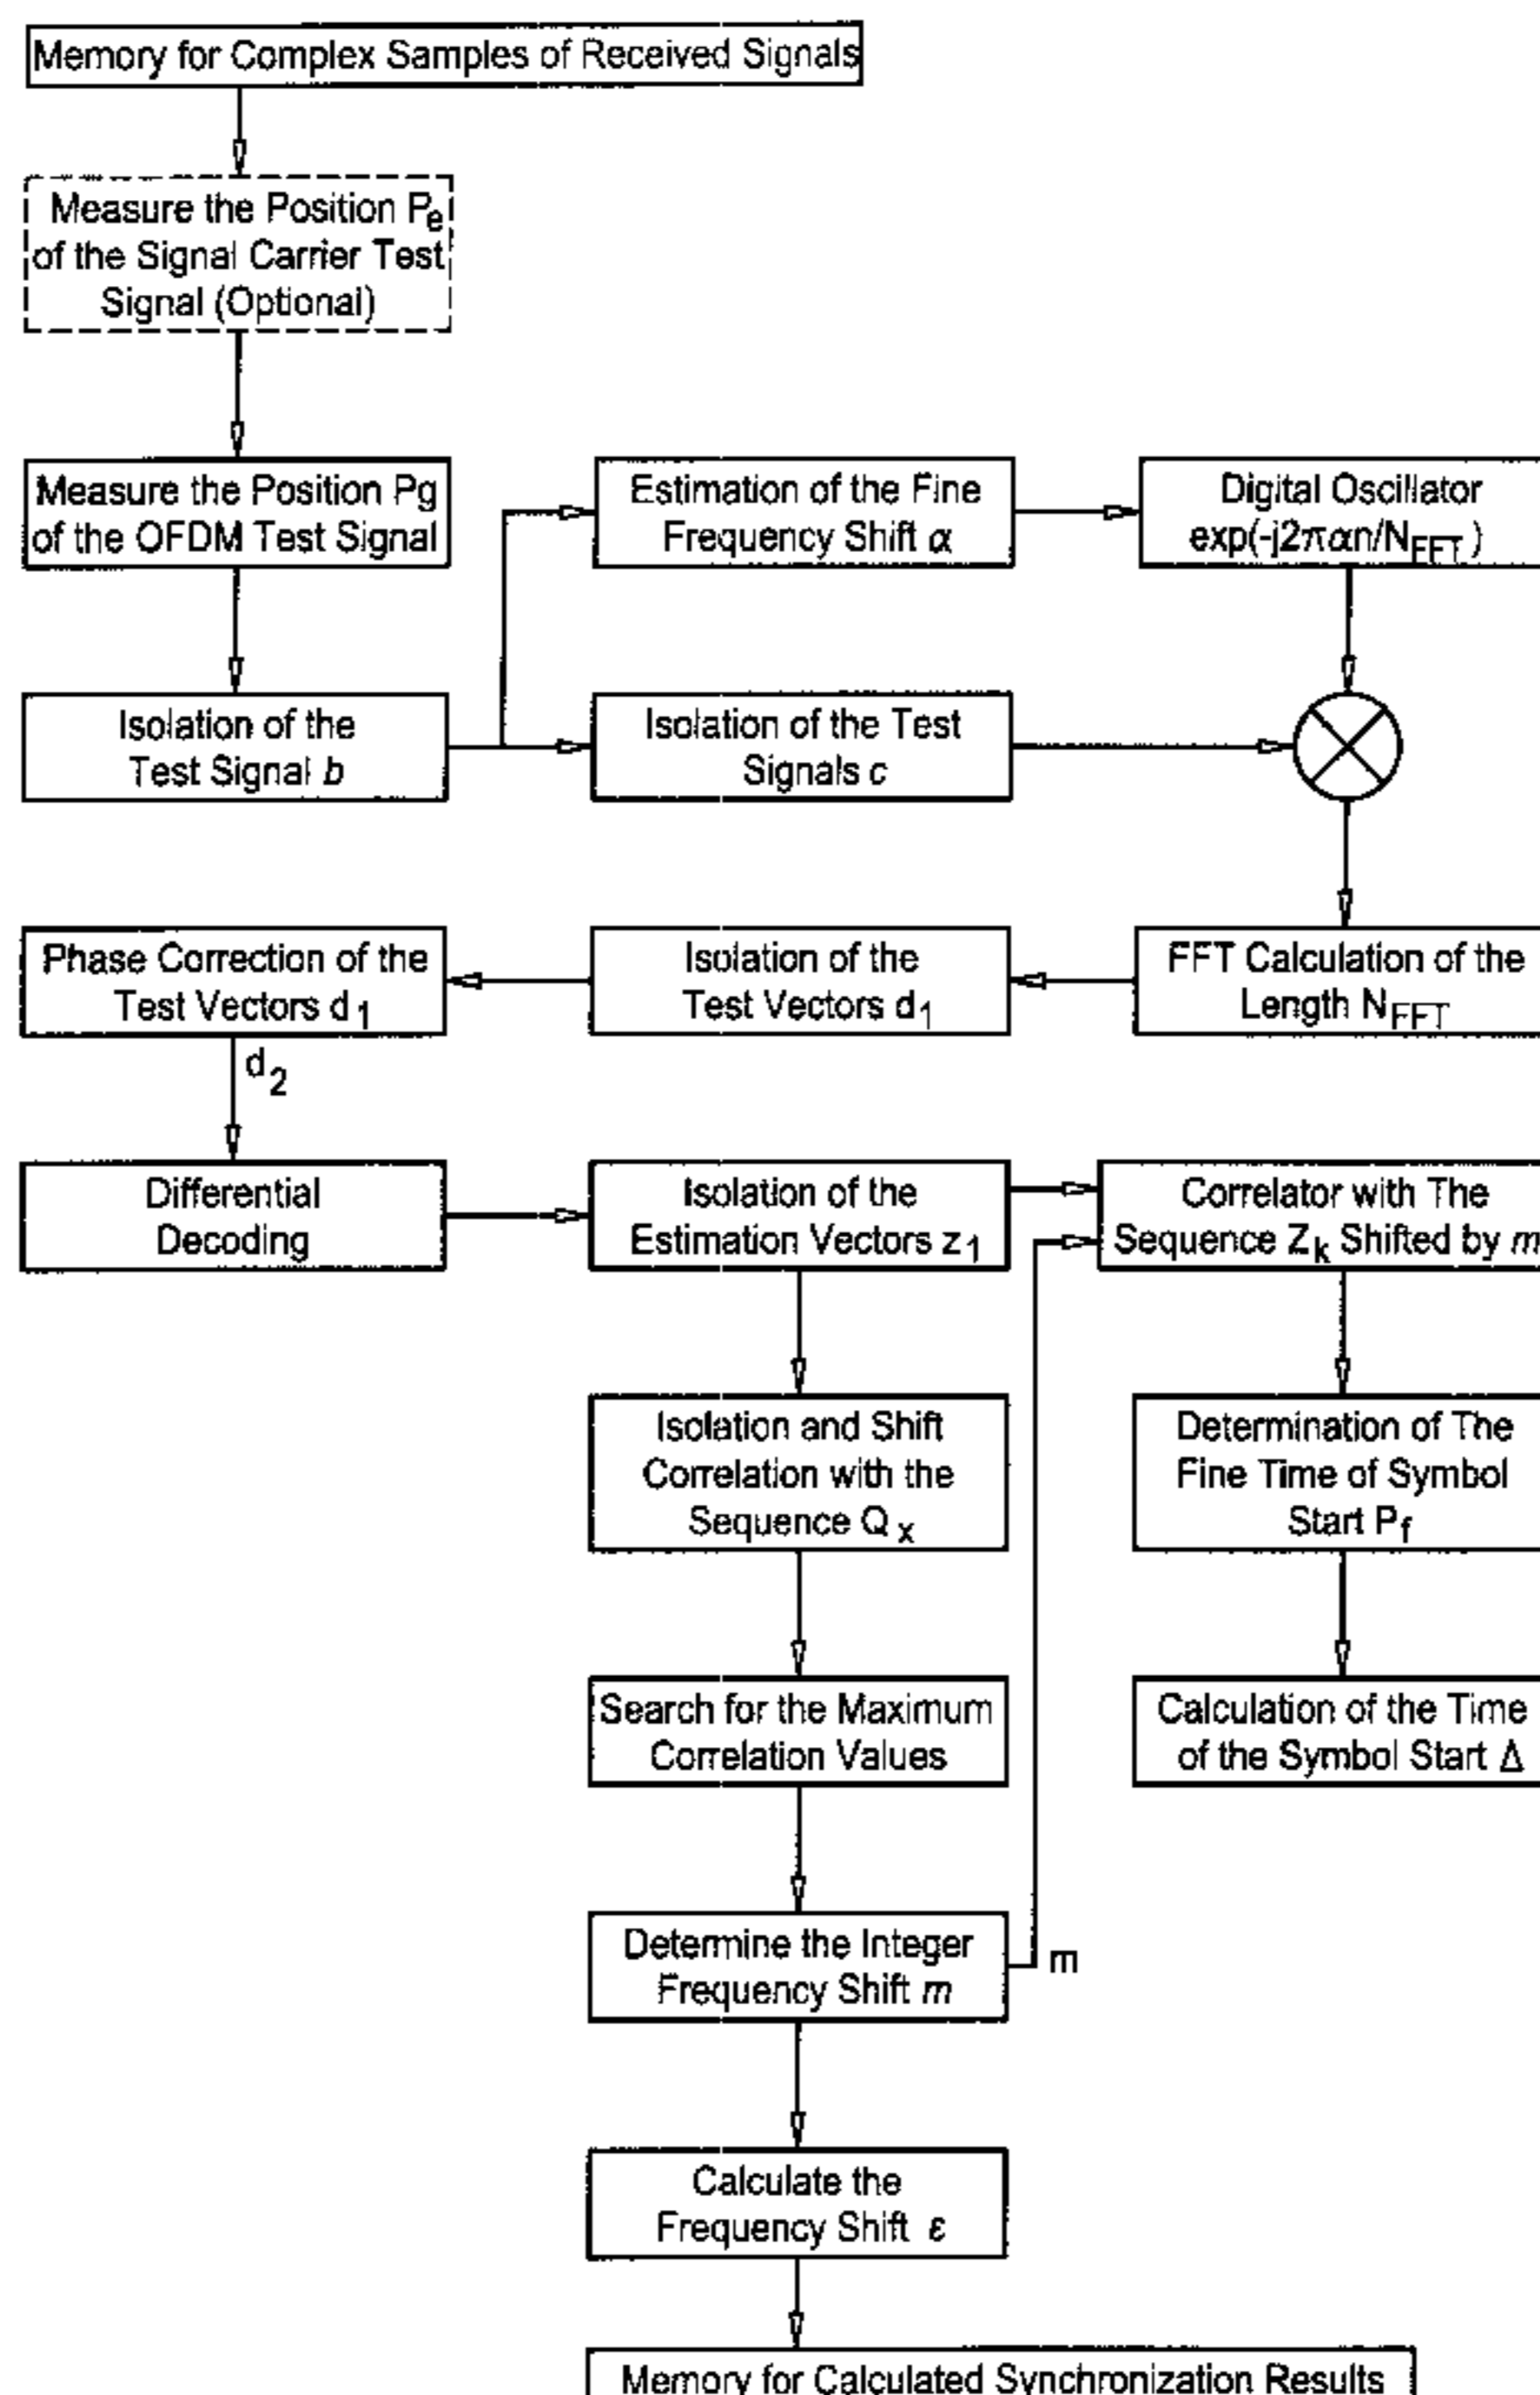 Memory for Complex Samples of Received Signals
Measure the Position Pe
of the Signal Carrier Test
Signal (Optional)
Measure the Position Pg
of the OFDM Test Signal
Estimation of the Fine
Frequency Shift α
Digital Oscillator
exp(-j2παn/NFFT)
Isolation of the
Test Signal b
Isolation of the Test
Signals c
Phase Correction of the
Test Vectors d1
Isolation of the
Test Vectors d1
FFT Calculation of the
Length NFFT
d2
Differential
Decoding
Isolation of the
Estimation Vectors z1
Correlator with The
Sequence Zk Shifted by m
Isolation and Shift
Correlation with the
Sequence Qx
Determination of The
Fine Time of Symbol
Start Pf
Search for the Maximum
Correlation Values
Calculation of the Time
of the Symbol Start Δ
Determine the Integer
Frequency Shift m
m
Calculate the
Frequency Shift ε
Memory for Calculated Synchronization Results